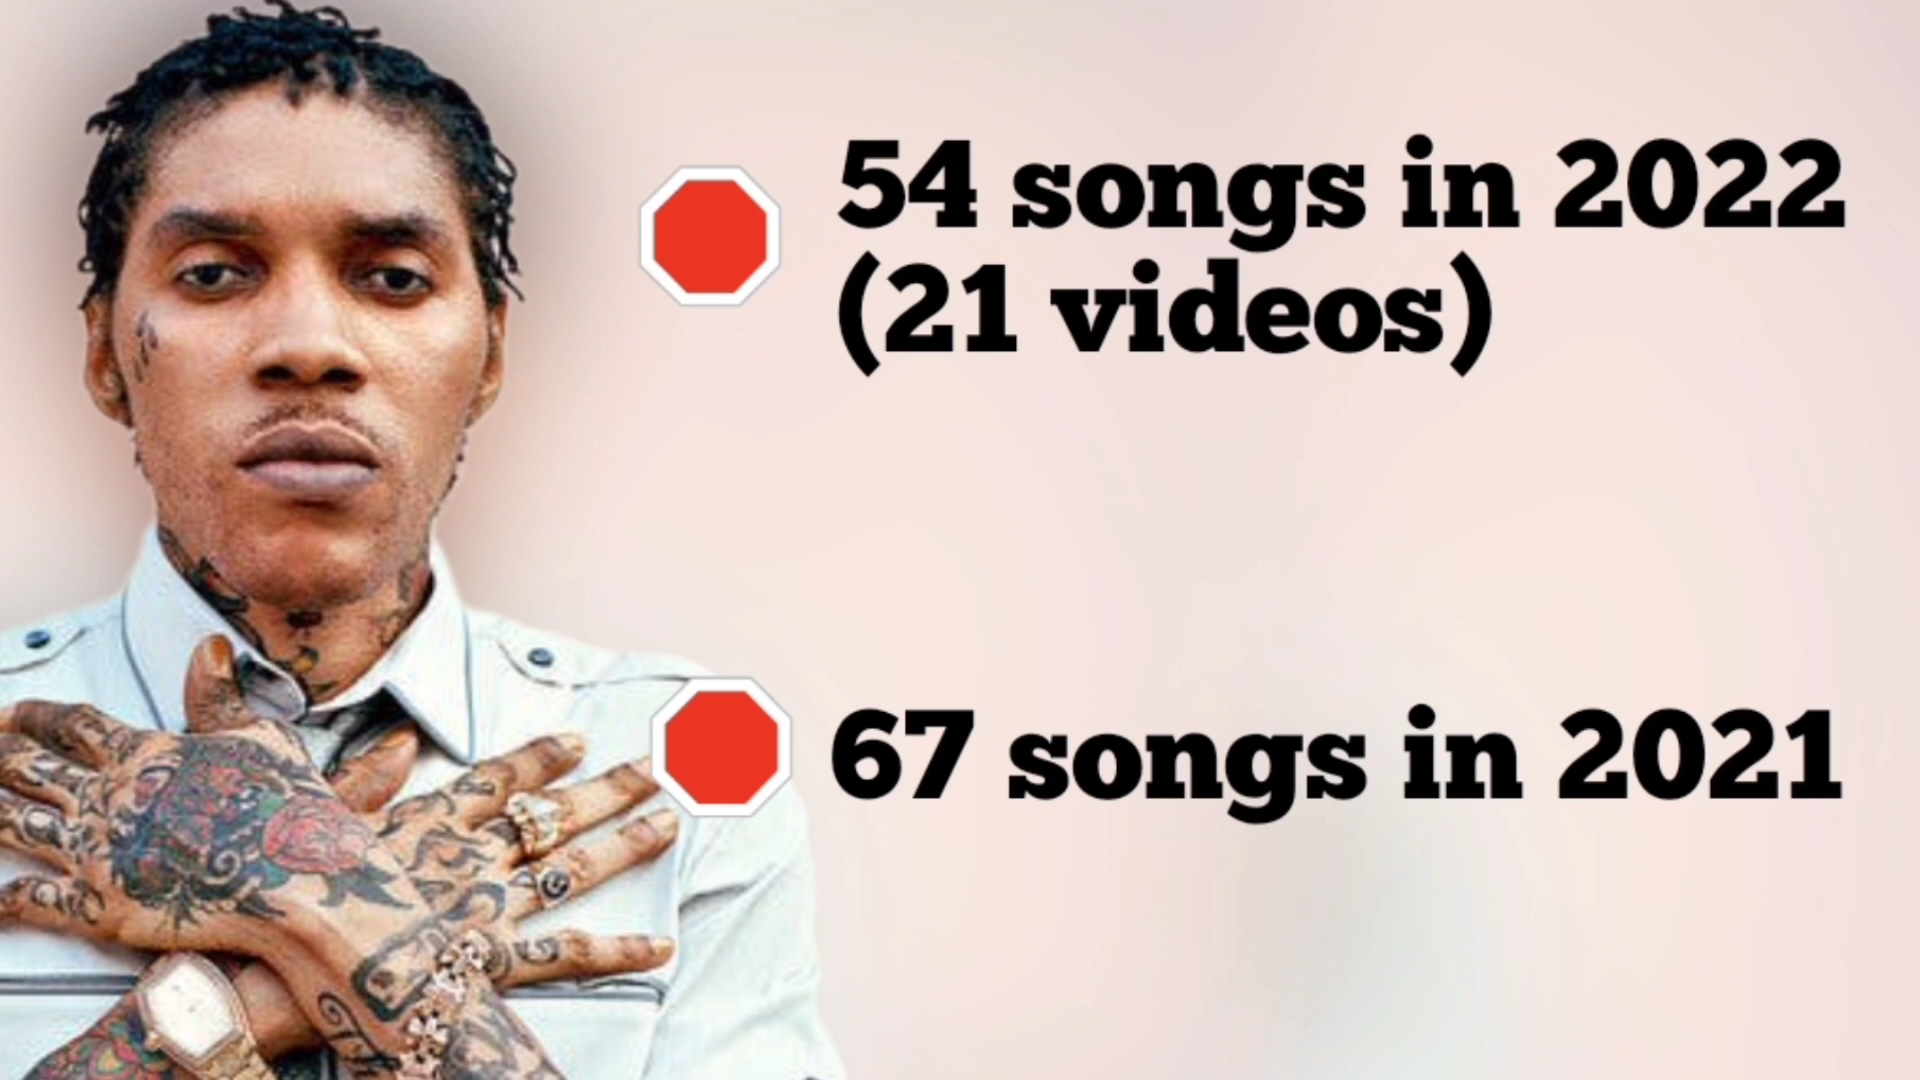 54 songs in 2022
(21 videos)
67 songs in 2021